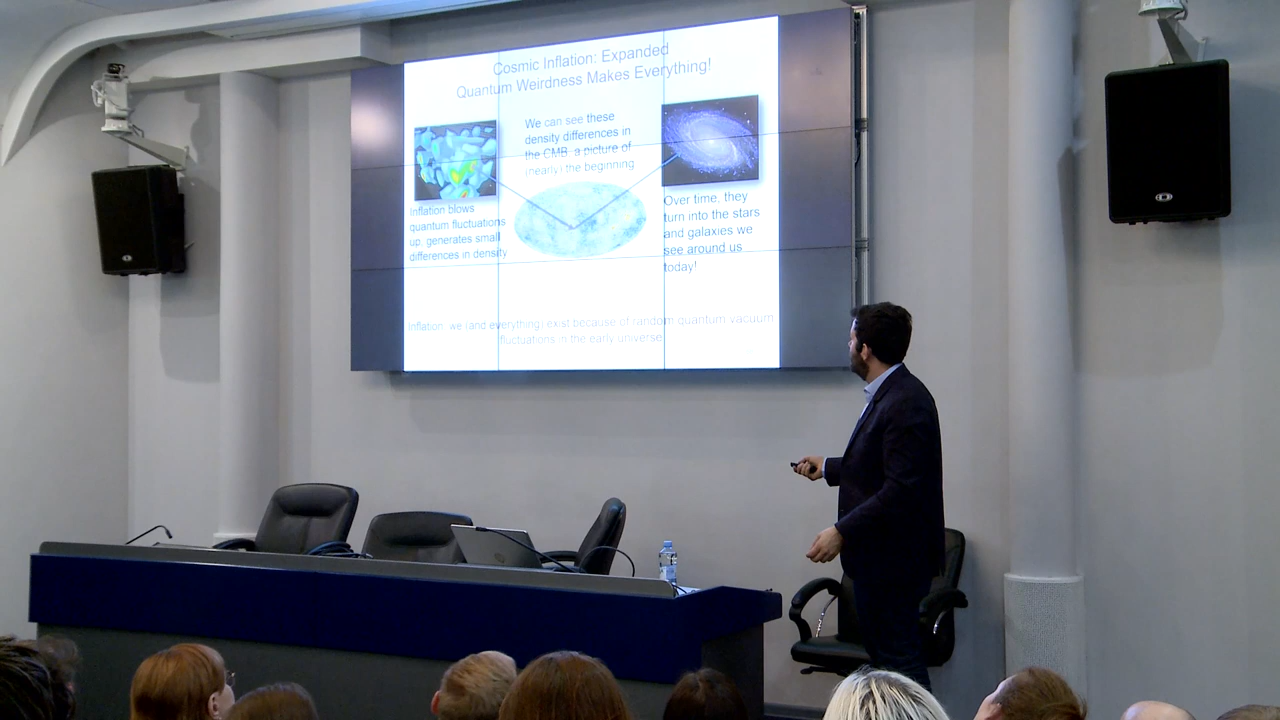 Cosmic Inflation: Expanded
Quantum Weirdness Makes Everything!
We can see these
density differences in
the CMB a picture of
(nearly) the beginning
Inflation blows
quantum fluctuations
up, generates small
differences in density
Over time, they
turn into the stars
and galaxies we
see around us
today!
Inflation: we (and everything) exist because of random quantum vacuum
fluctuations in the early universe